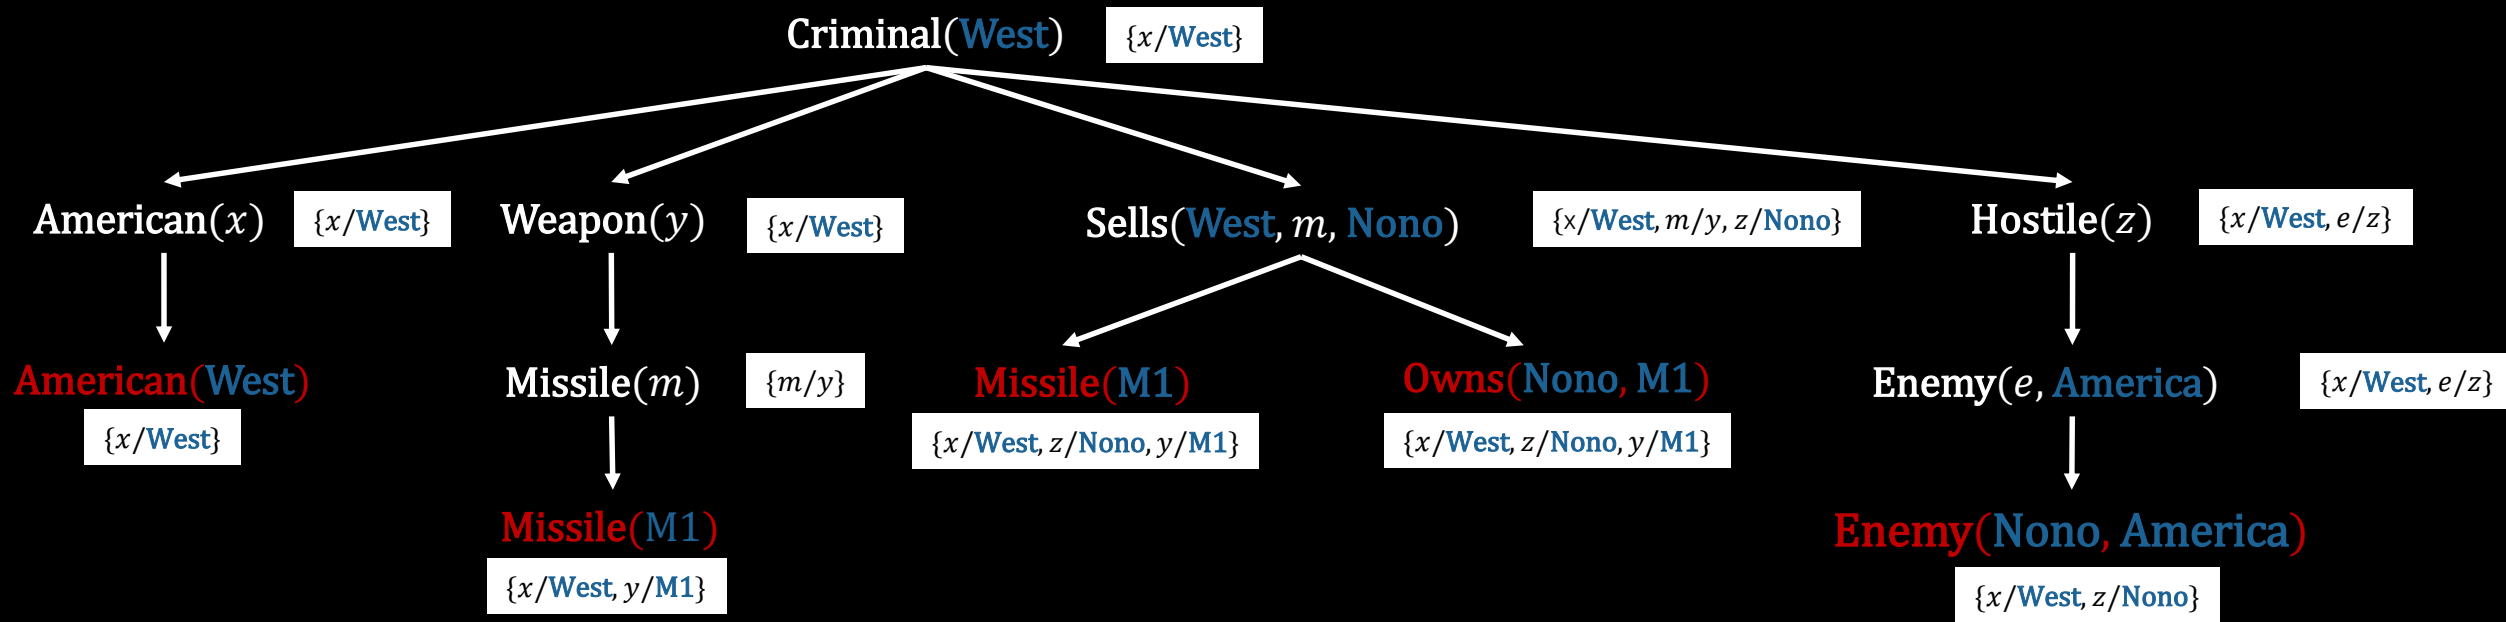 Criminal(West) {x/West}
American(x) {x/West} Weapon(y) {x/West} Sells(West, m, Nono) {x/West, m/y, z/Nono} Hostile(z) {x/West, e/z}
American(West) Missile(m) {m/y} Missile(M1) Owns(Nono, M1) Enemy(e, America) {x/West, e/z}
{x/West} {x/West, z/Nono, y/M1} {x/West, z/Nono, y/M1}
Missile(M1) Enemy(Nono, America)
{x/West, y/M1} {x/West, z/Nono}